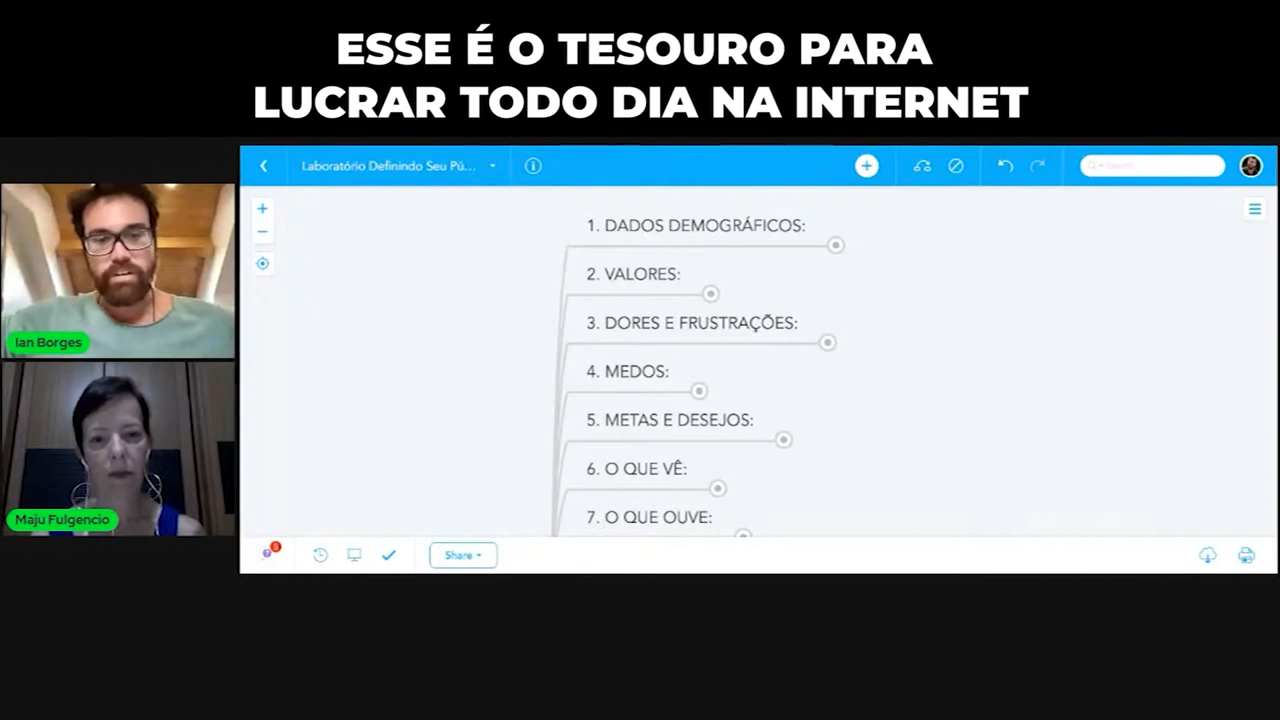 ESSE É O TESOURO PARA
LUCRAR TODO DIA NA INTERNET
Laboratório Definindo Seu Pú...
1. DADOS DEMOGRÁFICOS:
2. VALORES:
3. DORES E FRUSTRAÇÕES:
4. MEDOS:
5. METAS E DESEJOS:
6. O QUE VÊ:
7. O QUE OUVE:
Ian Borges
Maju Fulgencio
Share